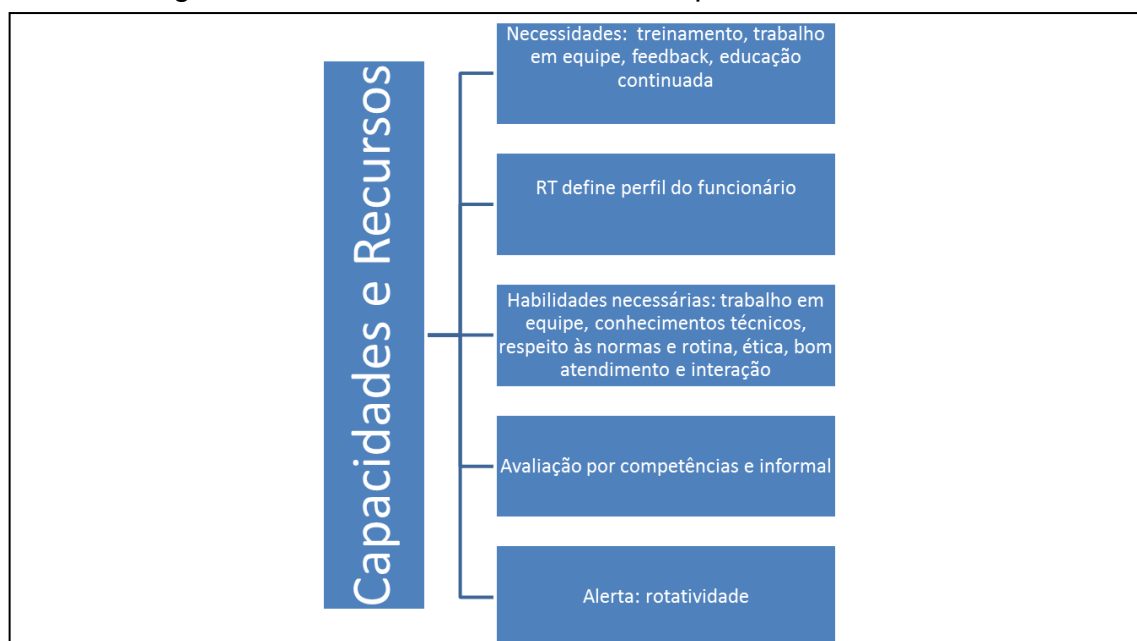 Capacidades e Recursos
Necessidades: treinamento, trabalho
em equipe, feedback, educação
continuada
RT define perfil do funcionário
Habilidades necessárias: trabalho em
equipe, conhecimentos técnicos,
respeito às normas e rotina, ética, bom
atendimento e interação
Avaliação por competências e informal
Alerta: rotatividade